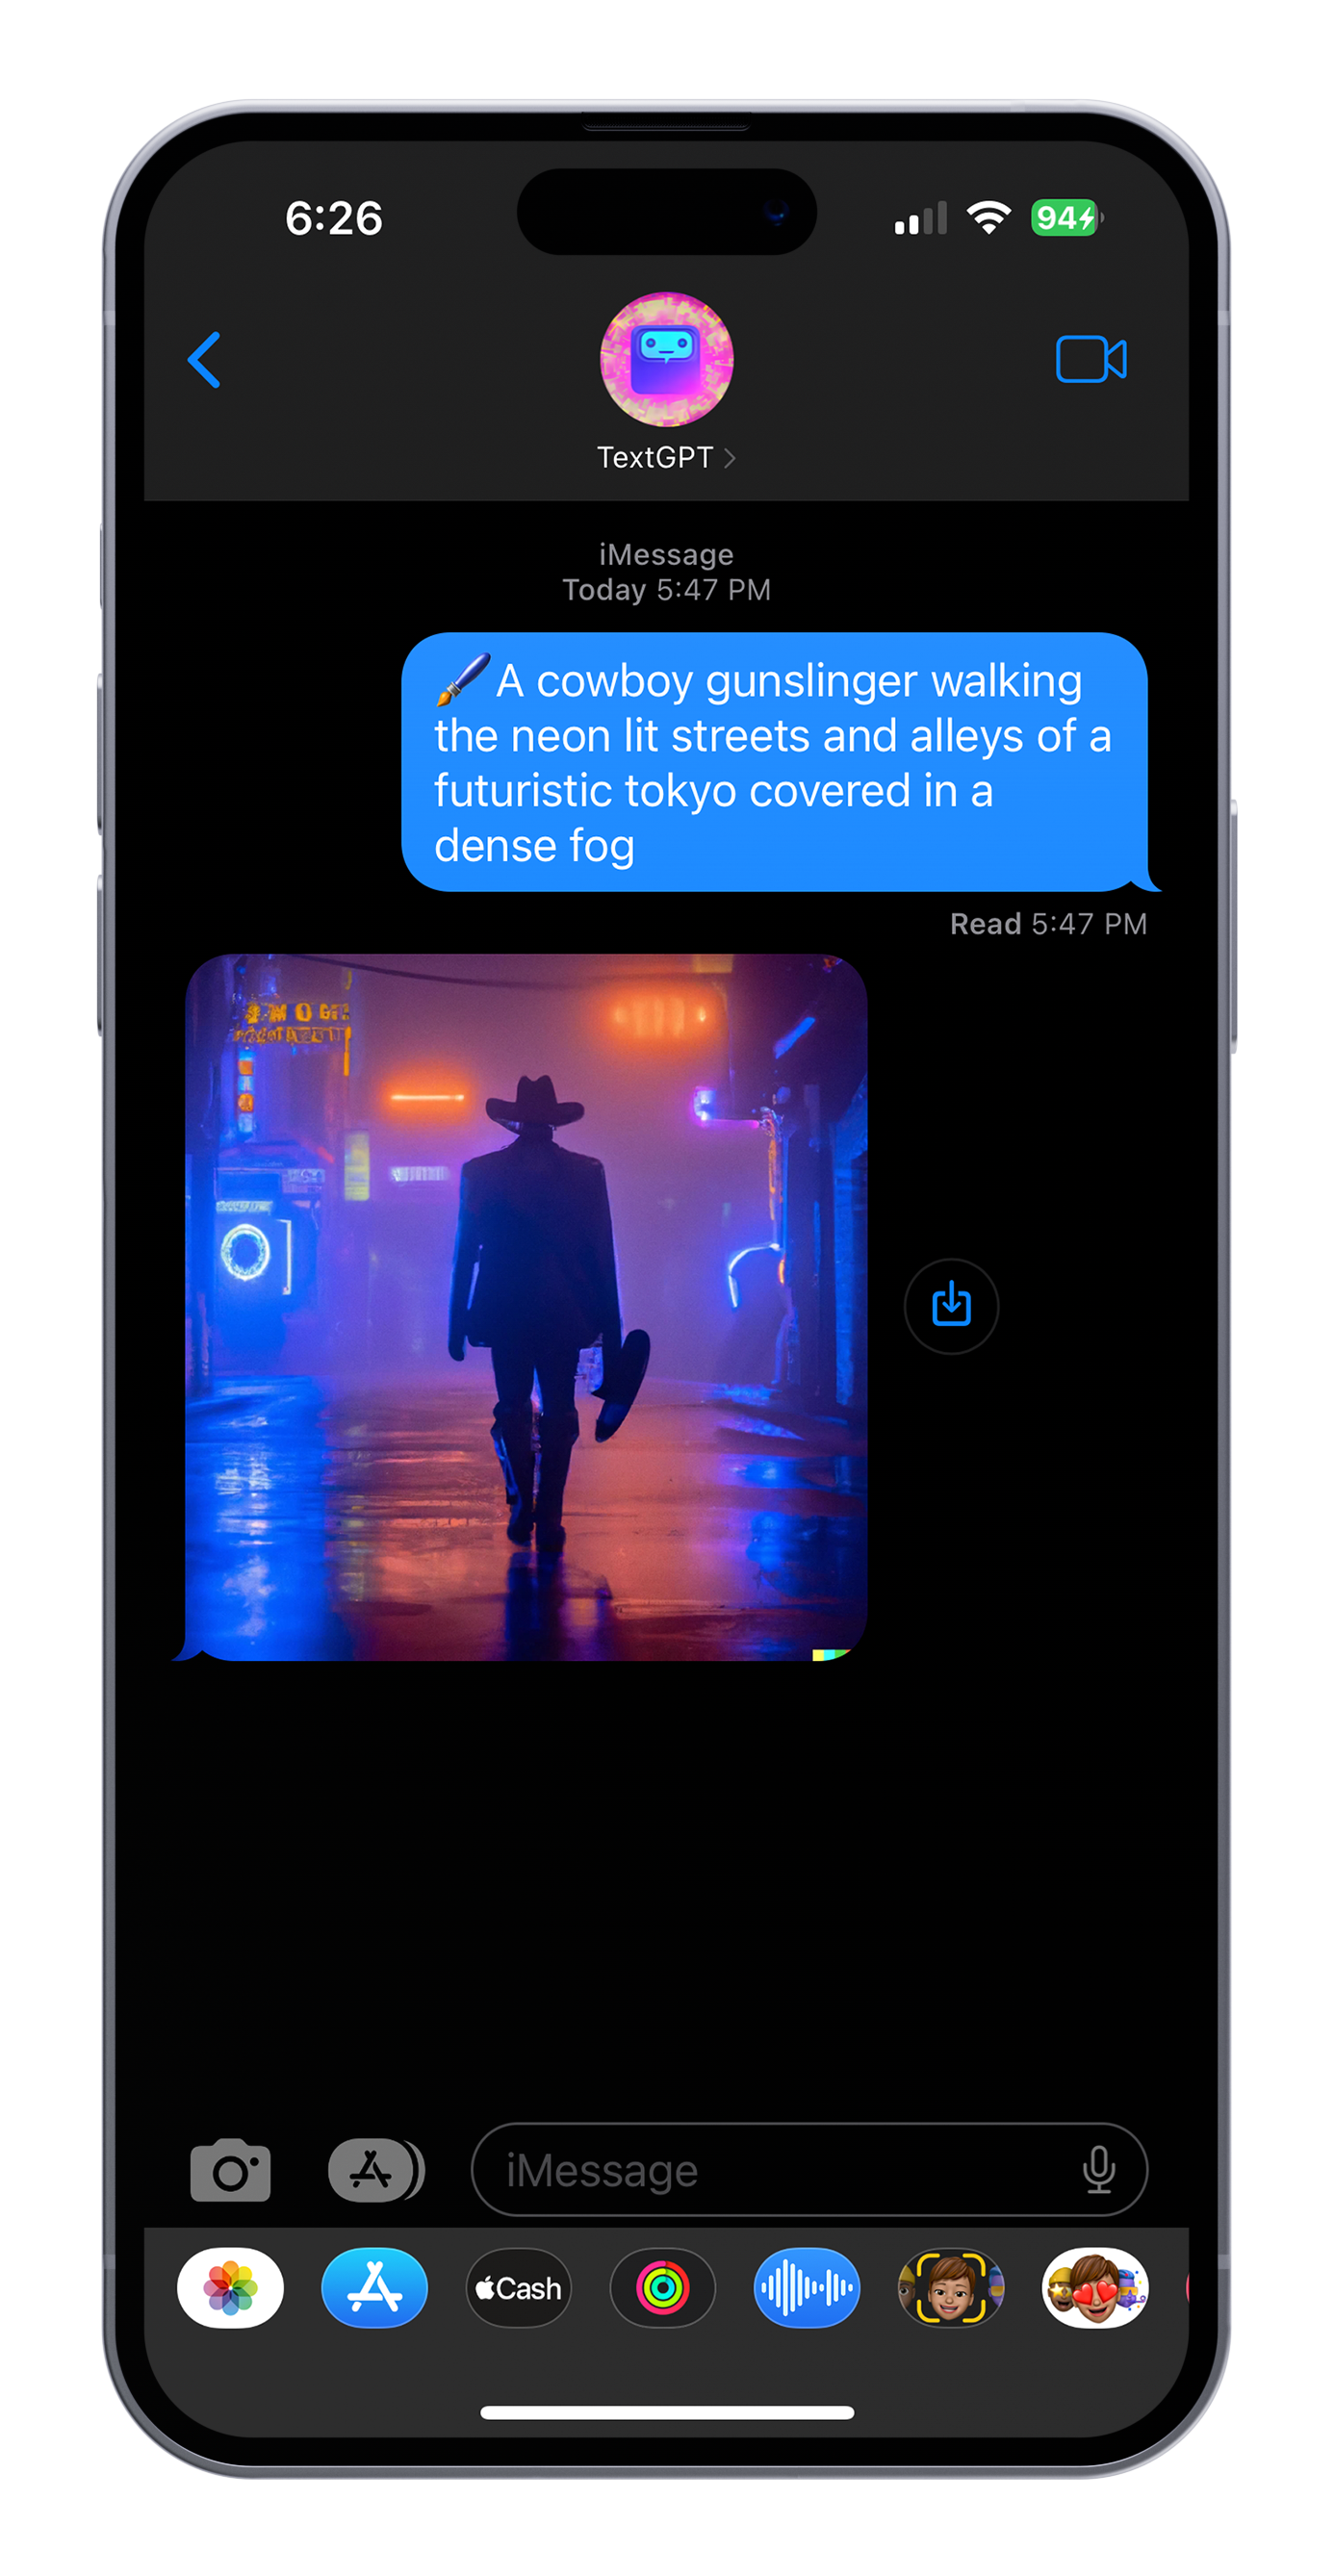 6:26
94
TextGPT
iMessage
Today 5:47 PM
🖌️A cowboy gunslinger walking
the neon lit streets and alleys of a
futuristic tokyo covered in a
dense fog
Read 5:47 PM
iMessage
Cash